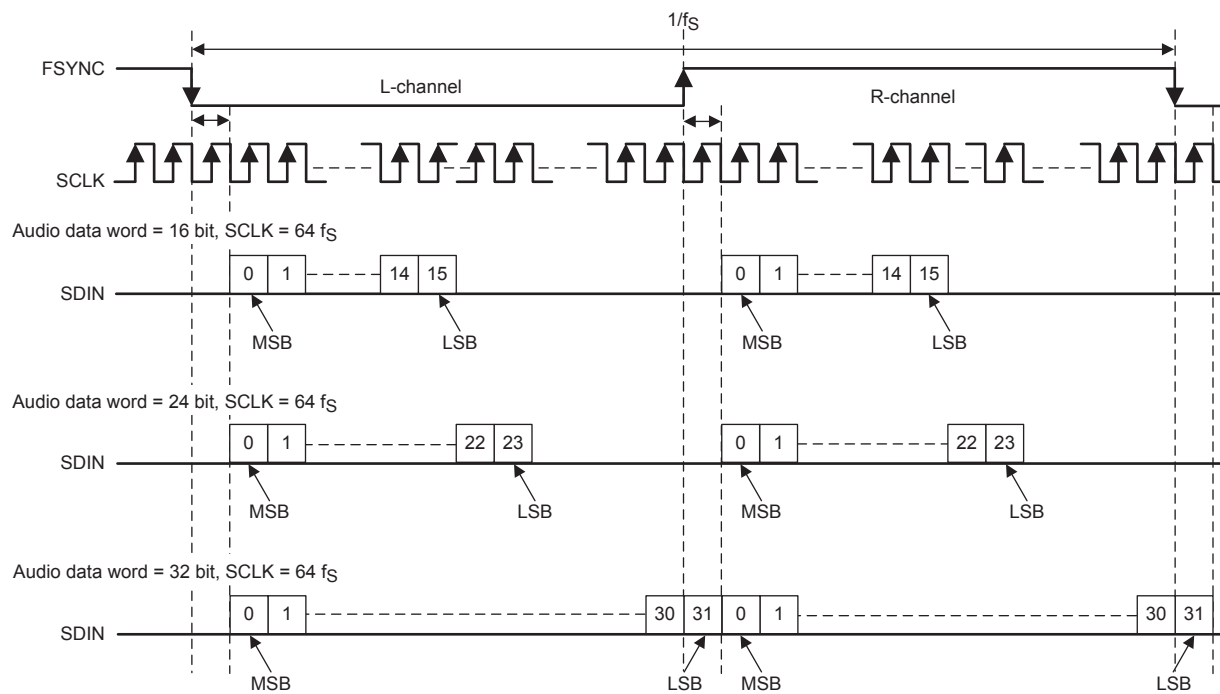 1/fS
FSYNC
L-channel
R-channel
SCLK
Audio data word = 16 bit, SCLK = 64 fS
SDIN
0 1 14 15 0 1 14 15
MSB LSB MSB LSB
Audio data word = 24 bit, SCLK = 64 fS
SDIN
0 1 22 23 0 1 22 23
MSB LSB MSB LSB
Audio data word = 32 bit, SCLK = 64 fS
SDIN
0 1 30 31 0 1 30 31
MSB LSB MSB LSB